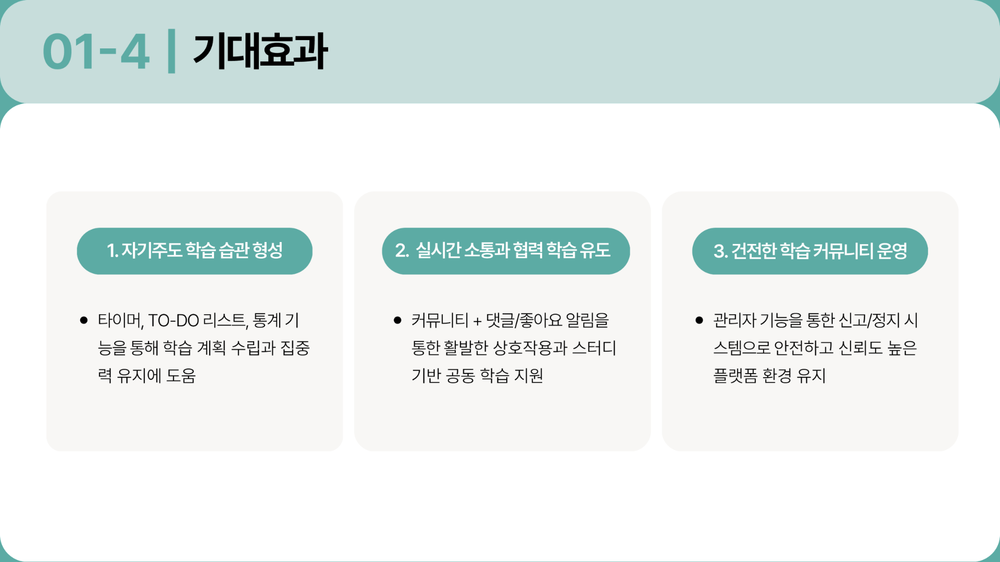 01-4 | 기대효과
1. 자기주도 학습 습관 형성
● 타이머, TO-DO 리스트, 통계 기
능을 통해 학습 계획 수립과 집중
력 유지에 도움
2. 실시간 소통과 협력 학습 유도
● 커뮤니티 + 댓글/좋아요 알림을
통한 활발한 상호작용과 스터디
기반 공동 학습 지원
3. 건전한 학습 커뮤니티 운영
● 관리자 기능을 통한 신고/정지 시
스템으로 안전하고 신뢰도 높은
플랫폼 환경 유지